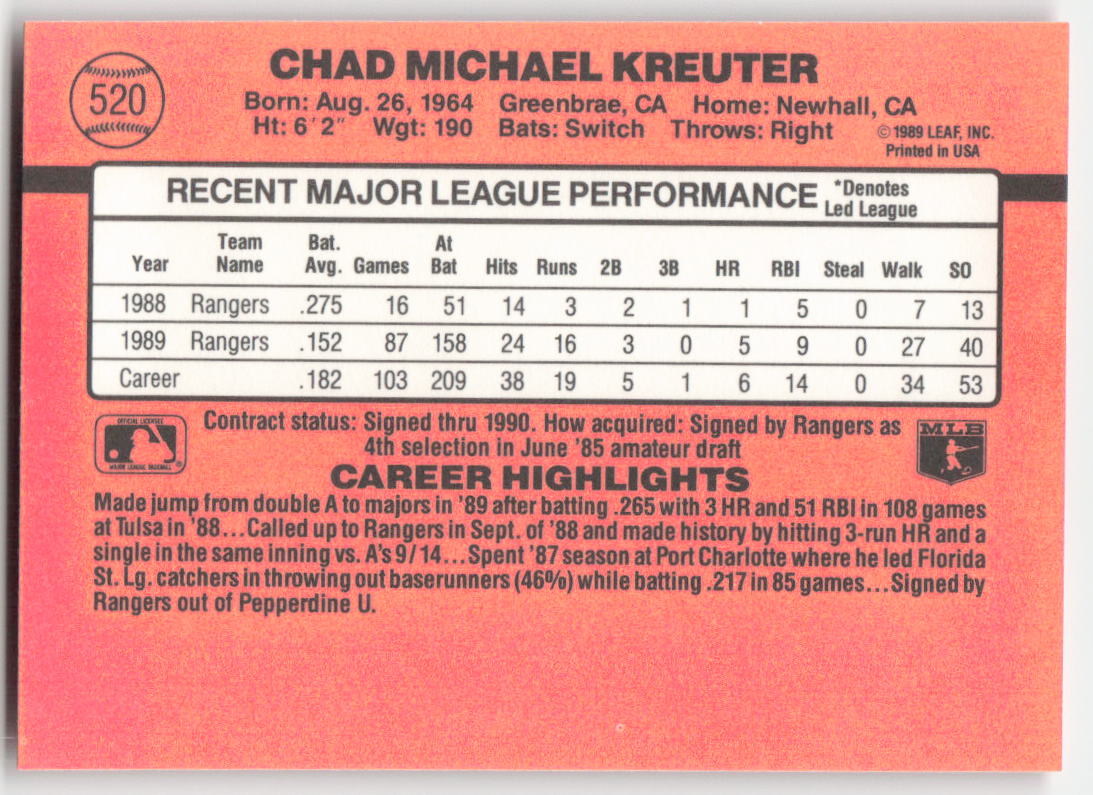 520
CHAD MICHAEL KREUTER
Born: Aug. 26, 1964 Greenbrae, CA Home: Newhall, CA
Ht: 6' 2" Wgt: 190 Bats: Switch Throws: Right
©1989 LEAF, INC.
Printed in USA
RECENT MAJOR LEAGUE PERFORMANCE *Denotes
Led League
Year Team Name Bat. Avg. Games At Bat Hits Runs 2B 3B HR RBI Steal Walk SO
1988 Rangers .275 16 51 14 3 2 1 1 5 0 7 13
1989 Rangers .152 87 158 24 16 3 0 5 9 0 27 40
Career .182 103 209 38 19 5 1 6 14 0 34 53
OFFICIAL LICENSEE
MAJOR LEAGUE BASEBALL
®
Contract status: Signed thru 1990. How acquired: Signed by Rangers as
4th selection in June '85 amateur draft
MLB
CAREER HIGHLIGHTS
Made jump from double A to majors in '89 after batting .265 with 3 HR and 51 RBI in 108 games
at Tulsa in '88...Called up to Rangers in Sept. of '88 and made history by hitting 3-run HR and a
single in the same inning vs. A's 9/14...Spent '87 season at Port Charlotte where he led Florida
St. Lg. catchers in throwing out baserunners (46%) while batting .217 in 85 games...Signed by
Rangers out of Pepperdine U.